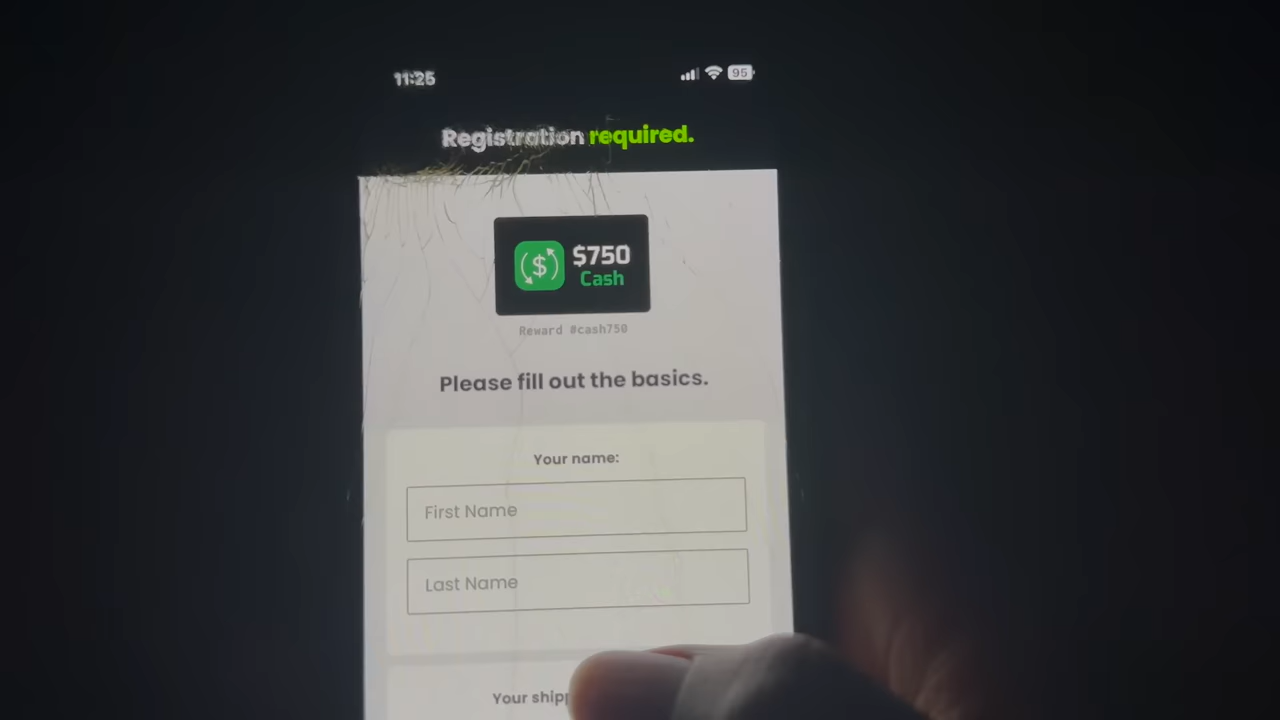 11:25
95
Registration required.
$
$750
Cash
Reward #cash750
Please fill out the basics.
Your name:
First Name
Last Name
Your